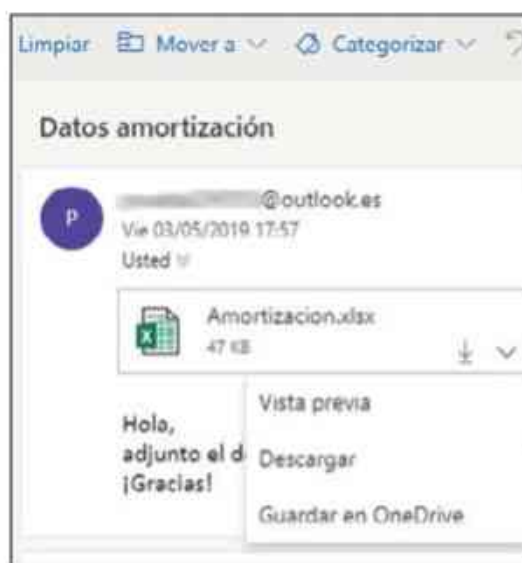 Limpiar Mover a Categorizar
Datos amortización
P
@outlook.es
Vie 03/05/2019 17:57
Usted
Amortizacion.xlsx
47 KB
Vista previa
Hola,
adjunto el d
Descargar
¡Gracias!
Guardar en OneDrive